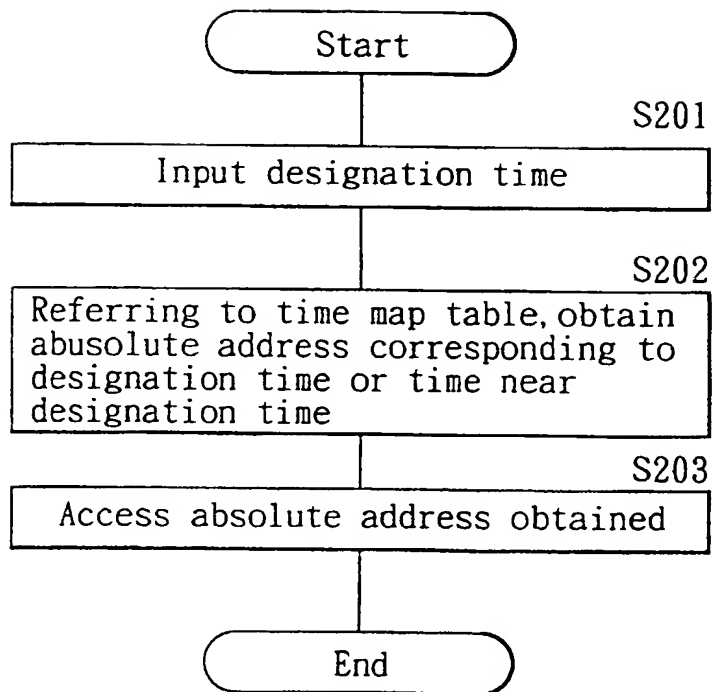 Start
S201
Input designation time
S202
Referring to time map table, obtain
abusolute address corresponding to
designation time or time near
designation time
S203
Access absolute address obtained
End